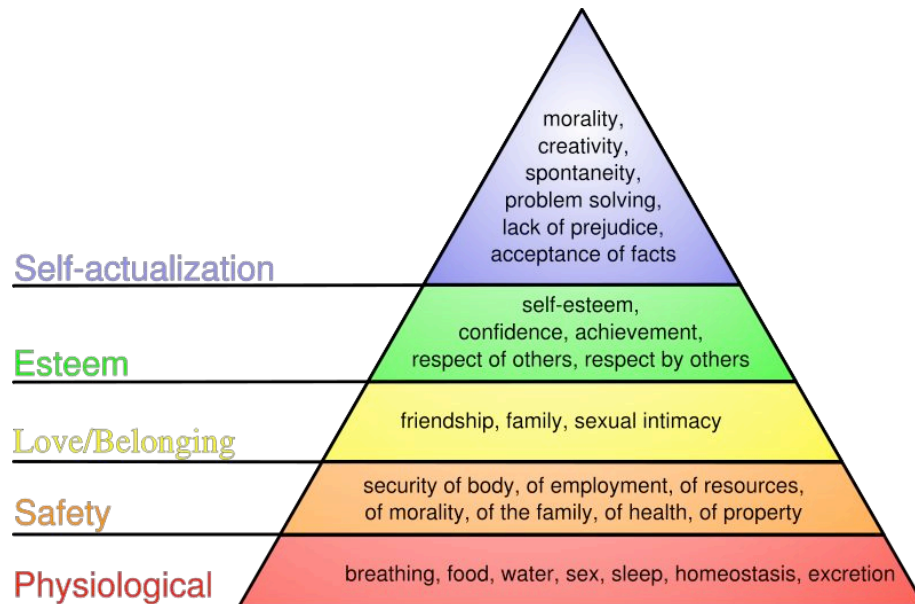 morality,
creativity,
spontaneity,
problem solving,
lack of prejudice,
acceptance of facts
Self-actualization
self-esteem,
confidence, achievement,
respect of others, respect by others
Esteem
friendship, family, sexual intimacy
Love/Belonging
security of body, of employment, of resources,
of morality, of the family, of health, of property
Safety
breathing, food, water, sex, sleep, homeostasis, excretion
Physiological